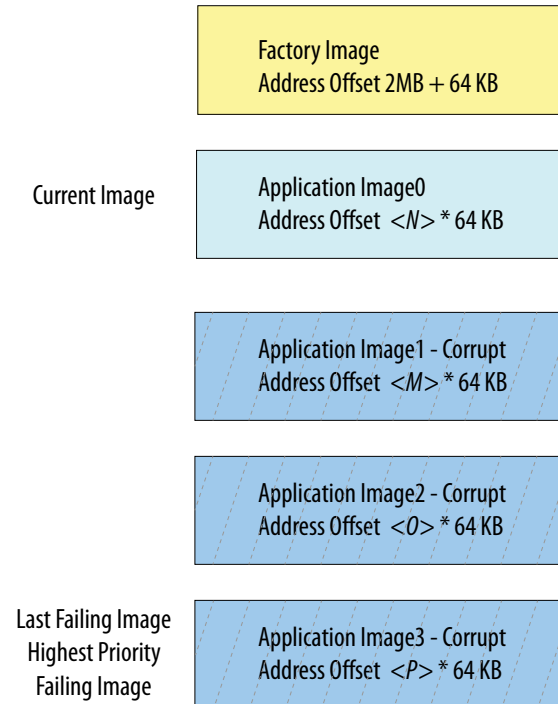 Factory Image
Address Offset 2MB + 64 KB
Current Image
Application Image0
Address Offset <N> * 64 KB
Application Image1 - Corrupt
Address Offset <M> * 64 KB
Application Image2 - Corrupt
Address Offset <O> * 64 KB
Last Failing Image
Highest Priority
Failing Image
Application Image3 - Corrupt
Address Offset <P> * 64 KB